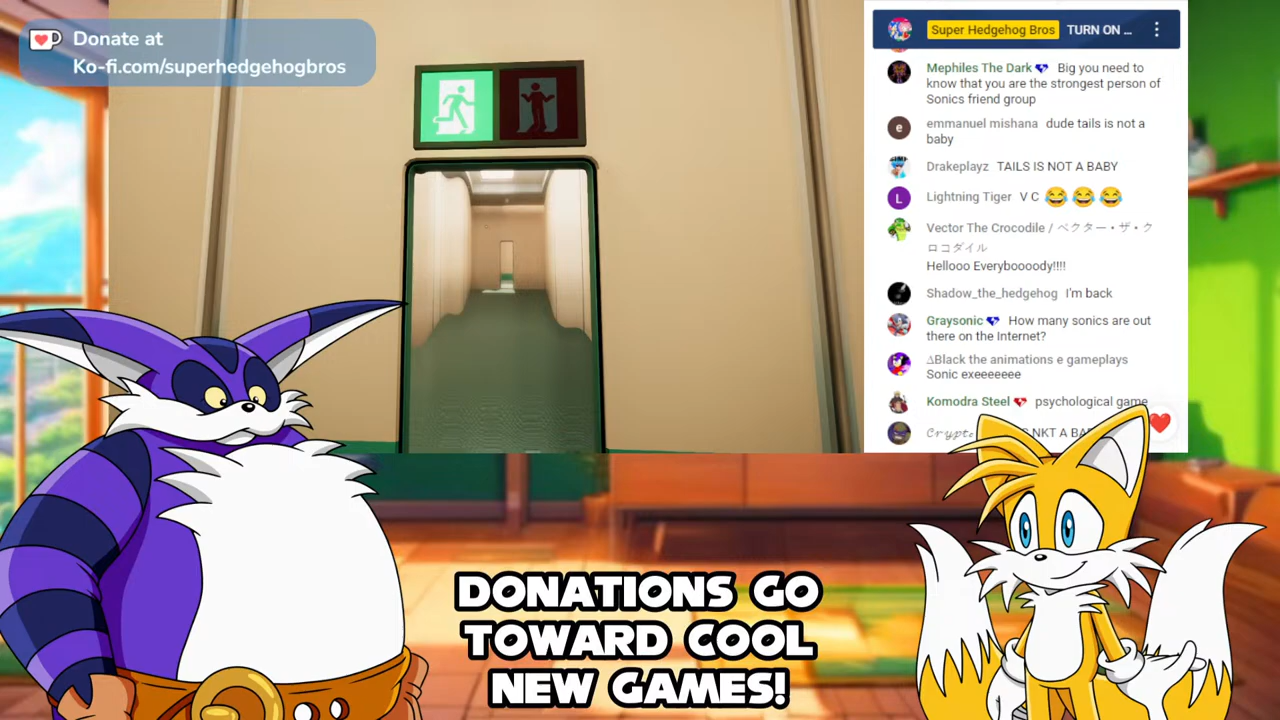 Donate at
Ko-fi.com/superhedgehogbros
Super Hedgehog Bros TURN ON ...
Mephiles The Dark Big you need to
know that you are the strongest person of
Sonics friend group
emmanuel mishana dude tails is not a
baby
Drakeplayz TAILS IS NOT A BABY
L
Lightning Tiger V C 😂😂😂
Vector The Crocodile / ベクター・ザ・ク
ロコダイル
Hellooo Everyboooody!!!!
Shadow_the_hedgehog I'm back
Graysonic How many sonics are out
there on the Internet?
∆Black the animations e gameplays
Sonic exeeeeeee
Komodra Steel psychological game
DONATIONS GO
TOWARD COOL
NEW GAMES!